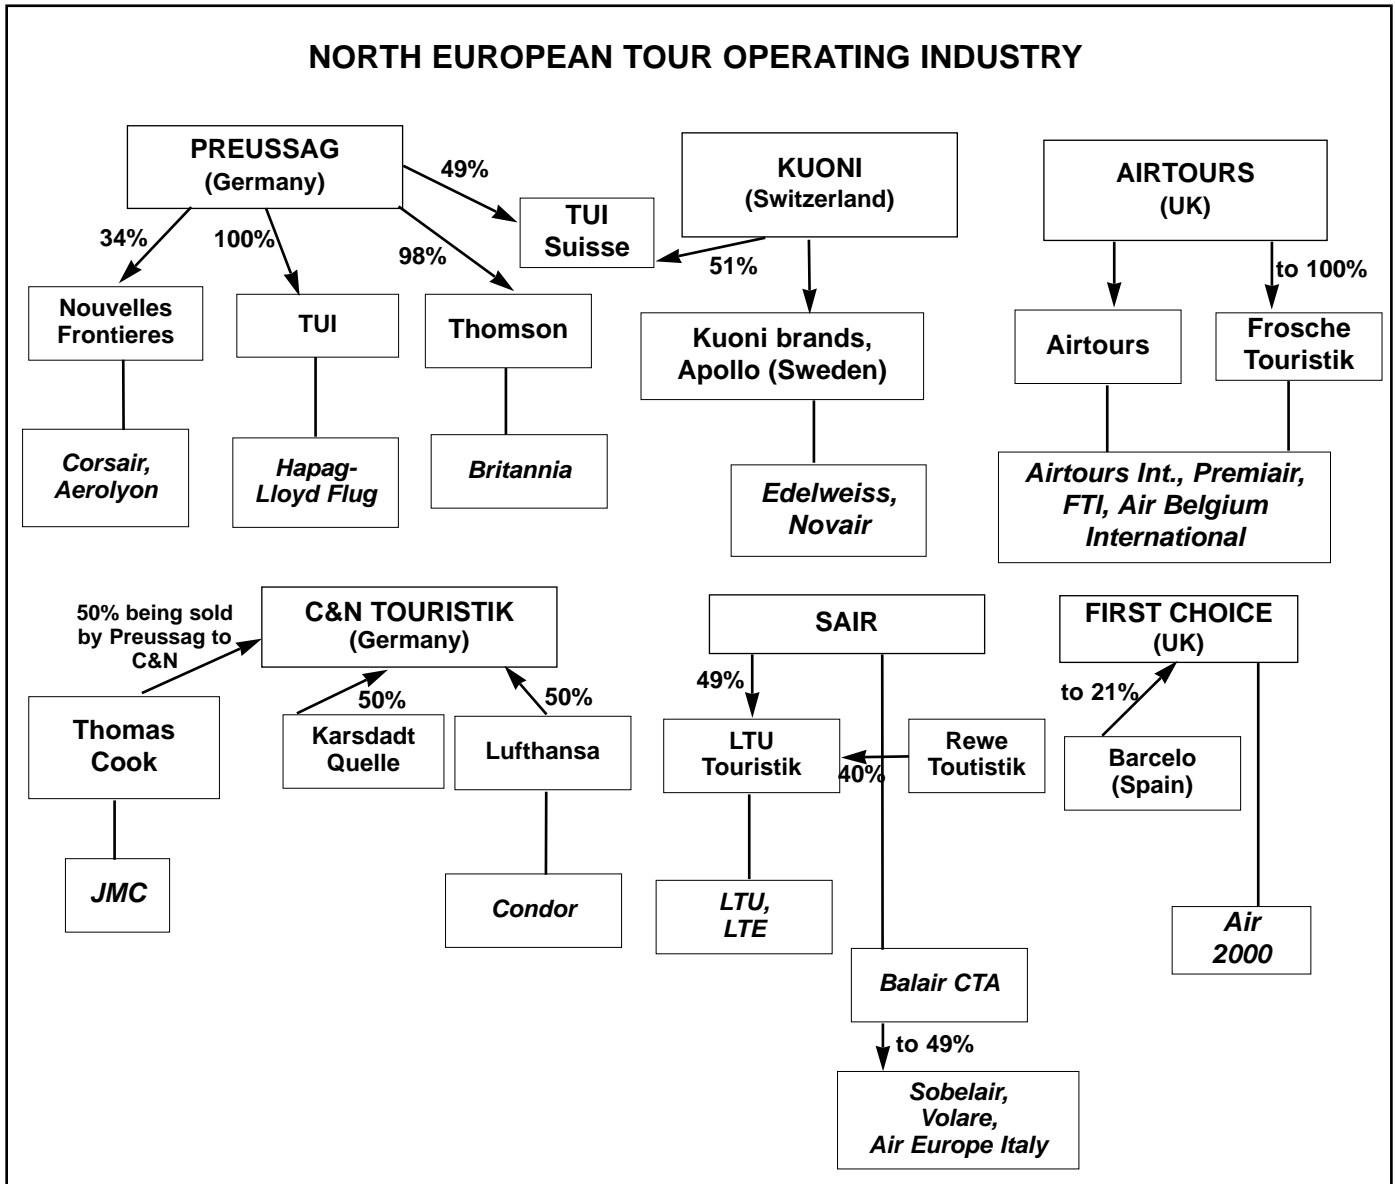 NORTH EUROPEAN TOUR OPERATING INDUSTRY
PREUSSAG
(Germany)
49%
KUONI
(Switzerland)
AIRTOURS
(UK)
TUI
Suisse
34%
100%
98%
51%
to 100%
Nouvelles
Frontieres
TUI
Thomson
Kuoni brands,
Apollo (Sweden)
Airtours
Frosche
Touristik
Corsair,
Aerolyon
Hapag-
Lloyd Flug
Britannia
Edelweiss,
Novair
Airtours Int., Premiair,
FTI, Air Belgium
International
50% being sold
by Preussag to
C&N
C&N TOURISTIK
(Germany)
SAIR
FIRST CHOICE
(UK)
50%
50%
49%
to 21%
Thomas
Cook
Karsdadt
Quelle
Lufthansa
LTU
Touristik
40%
Rewe
Toutistik
Barcelo
(Spain)
JMC
Condor
LTU,
LTE
Air
2000
Balair CTA
to 49%
Sobelair,
Volare,
Air Europe Italy